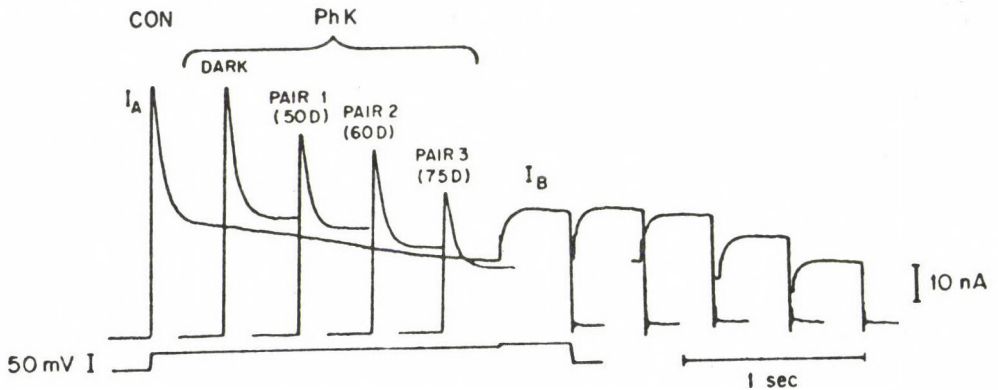 CON
PhK
DARK
I_A
PAIR 1
(50D)
PAIR 2
(60D)
PAIR 3
(75D)
I_B
10 nA
50 mV
1 sec